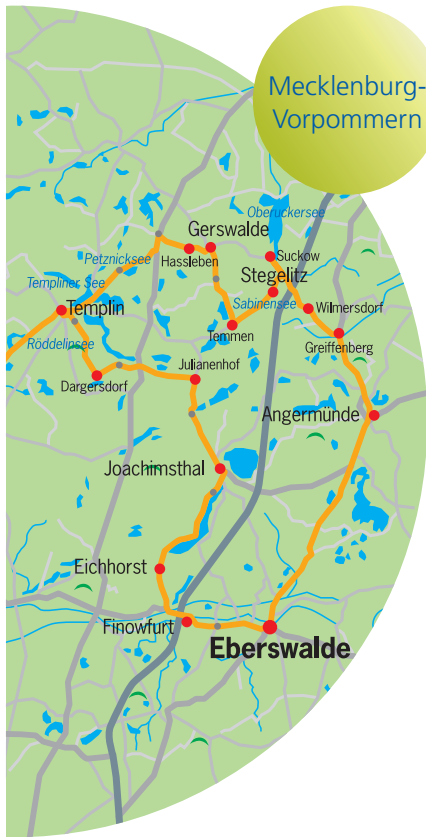 Mecklenburg-
Vorpommern
Oberuckersee
Gerswalde
Suckow
Hassleben
Petznicksee
Stegelitz
Templiner See
Sabinensee
Wilmersdorf
Templin
Temmen
Greiffenberg
Röddelinsee
Julianenhof
Dargersdorf
Angermünde
Joachimsthal
Eichhorst
Finowfurt
Eberswalde